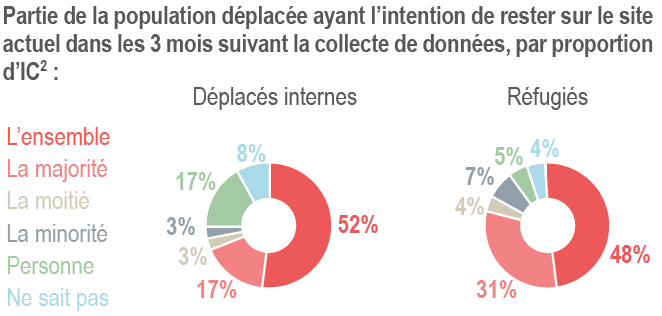 Partie de la population déplacée ayant l’intention de rester sur le site
actuel dans les 3 mois suivant la collecte de données, par proportion
d’IC² :
Déplacés internes
Réfugiés
L’ensemble
La majorité
La moitié
La minorité
Personne
Ne sait pas
8%
17%
3%
3%
17%
52%
4%
5%
7%
4%
31%
48%